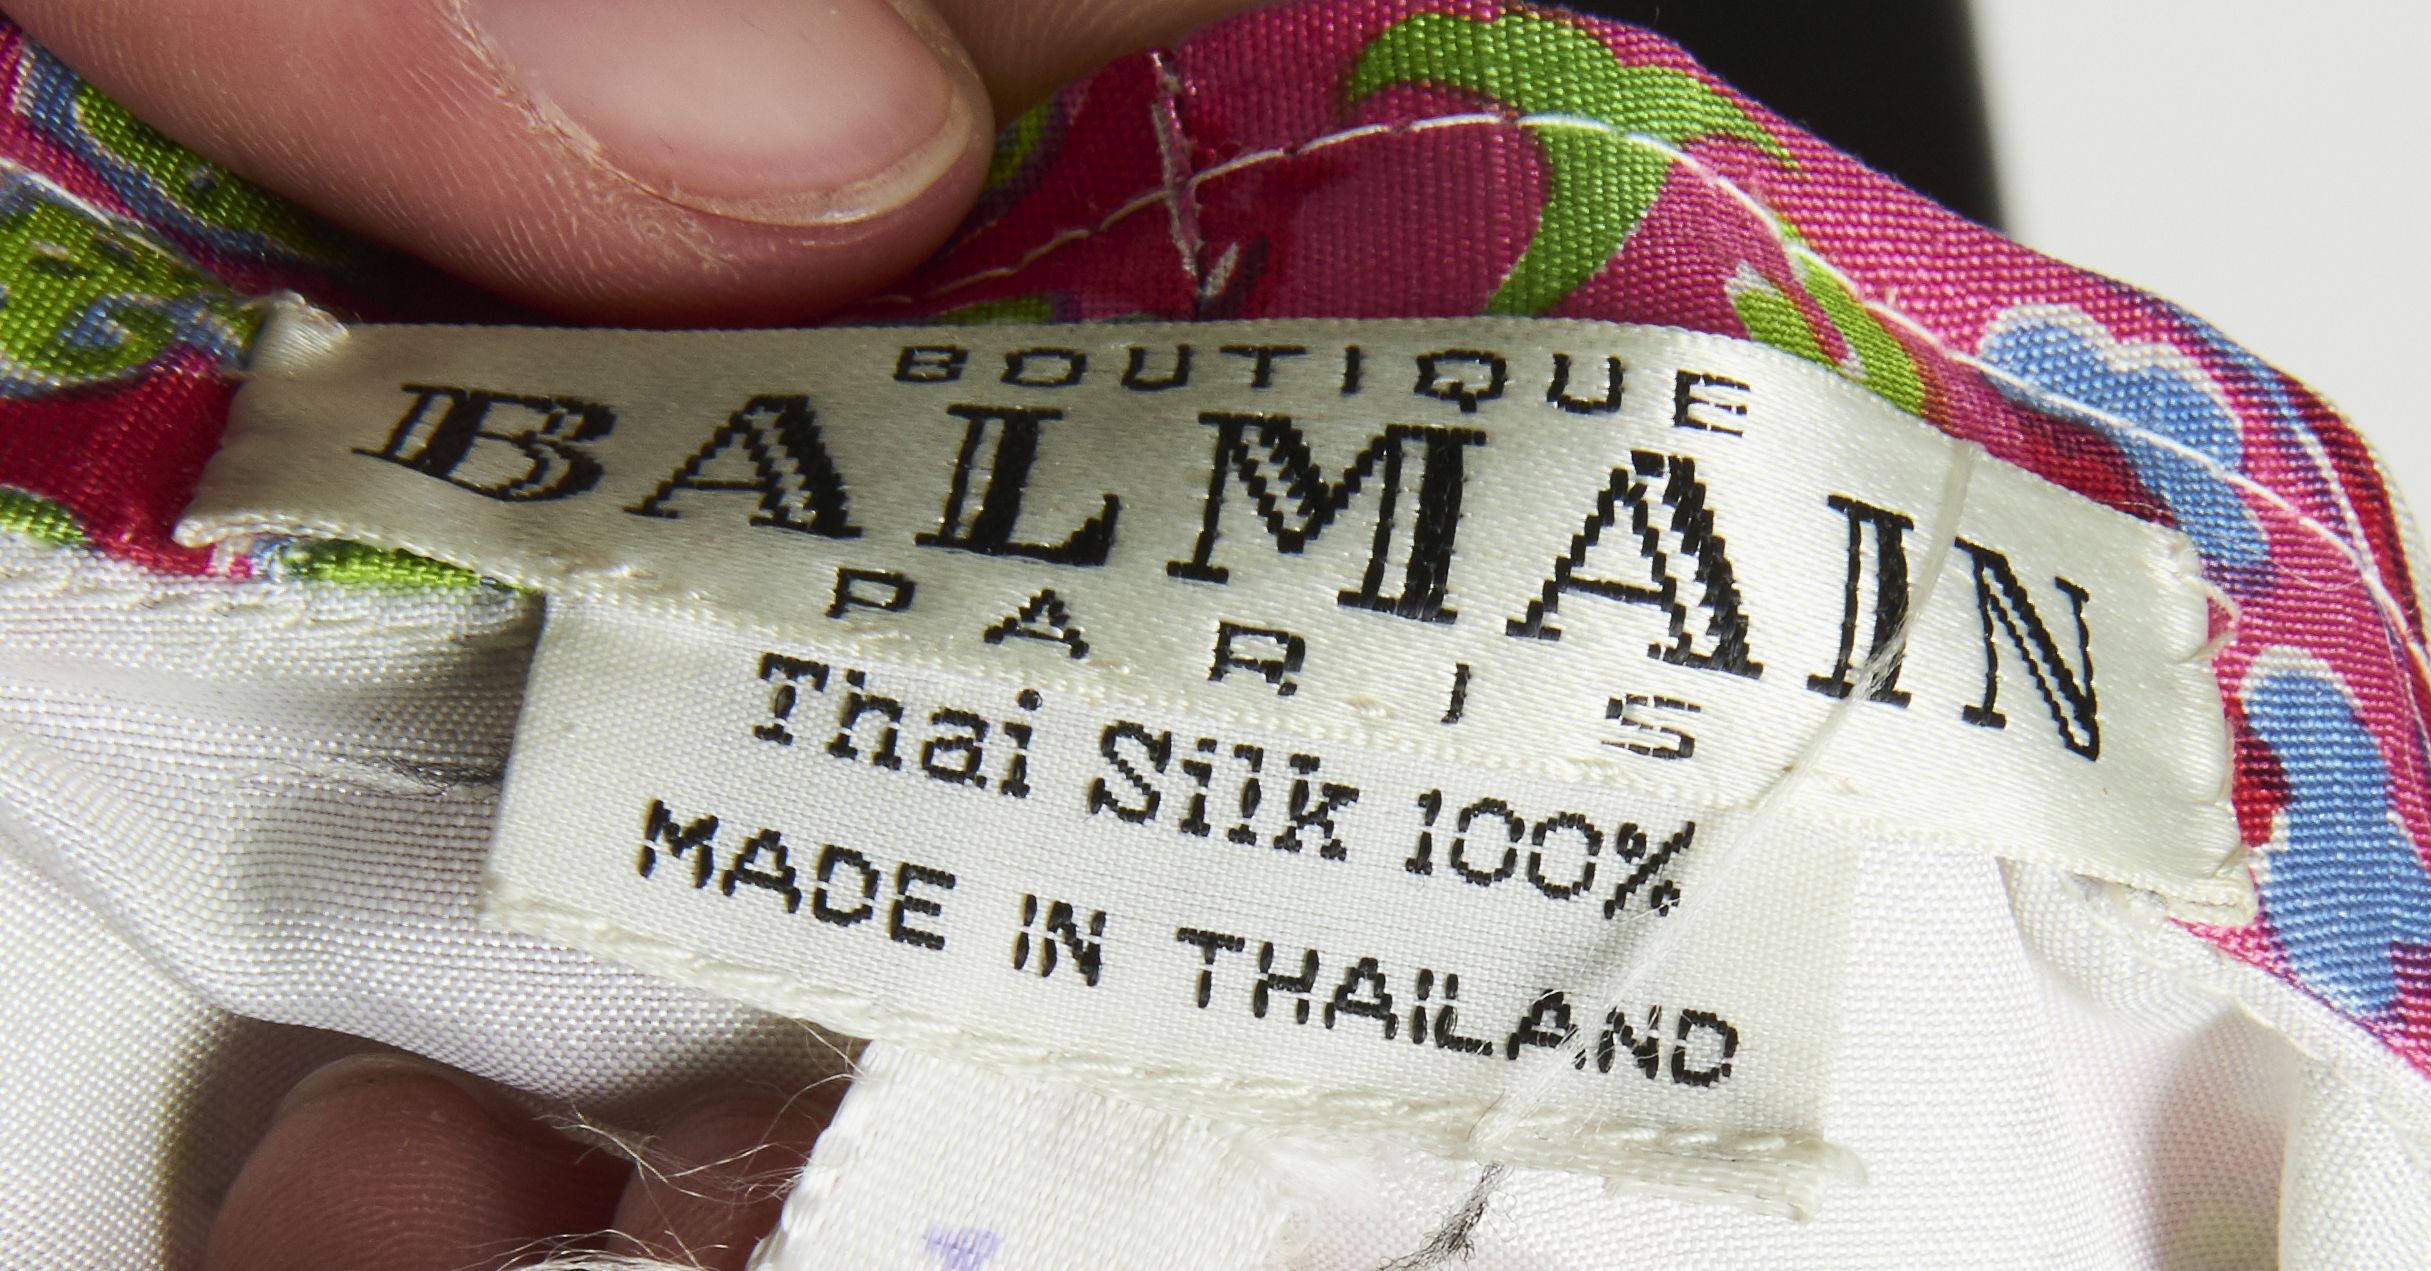 BOUTIQUE
BALMAIN
PARIS
Thai Silk 100%
MADE IN THAILAND